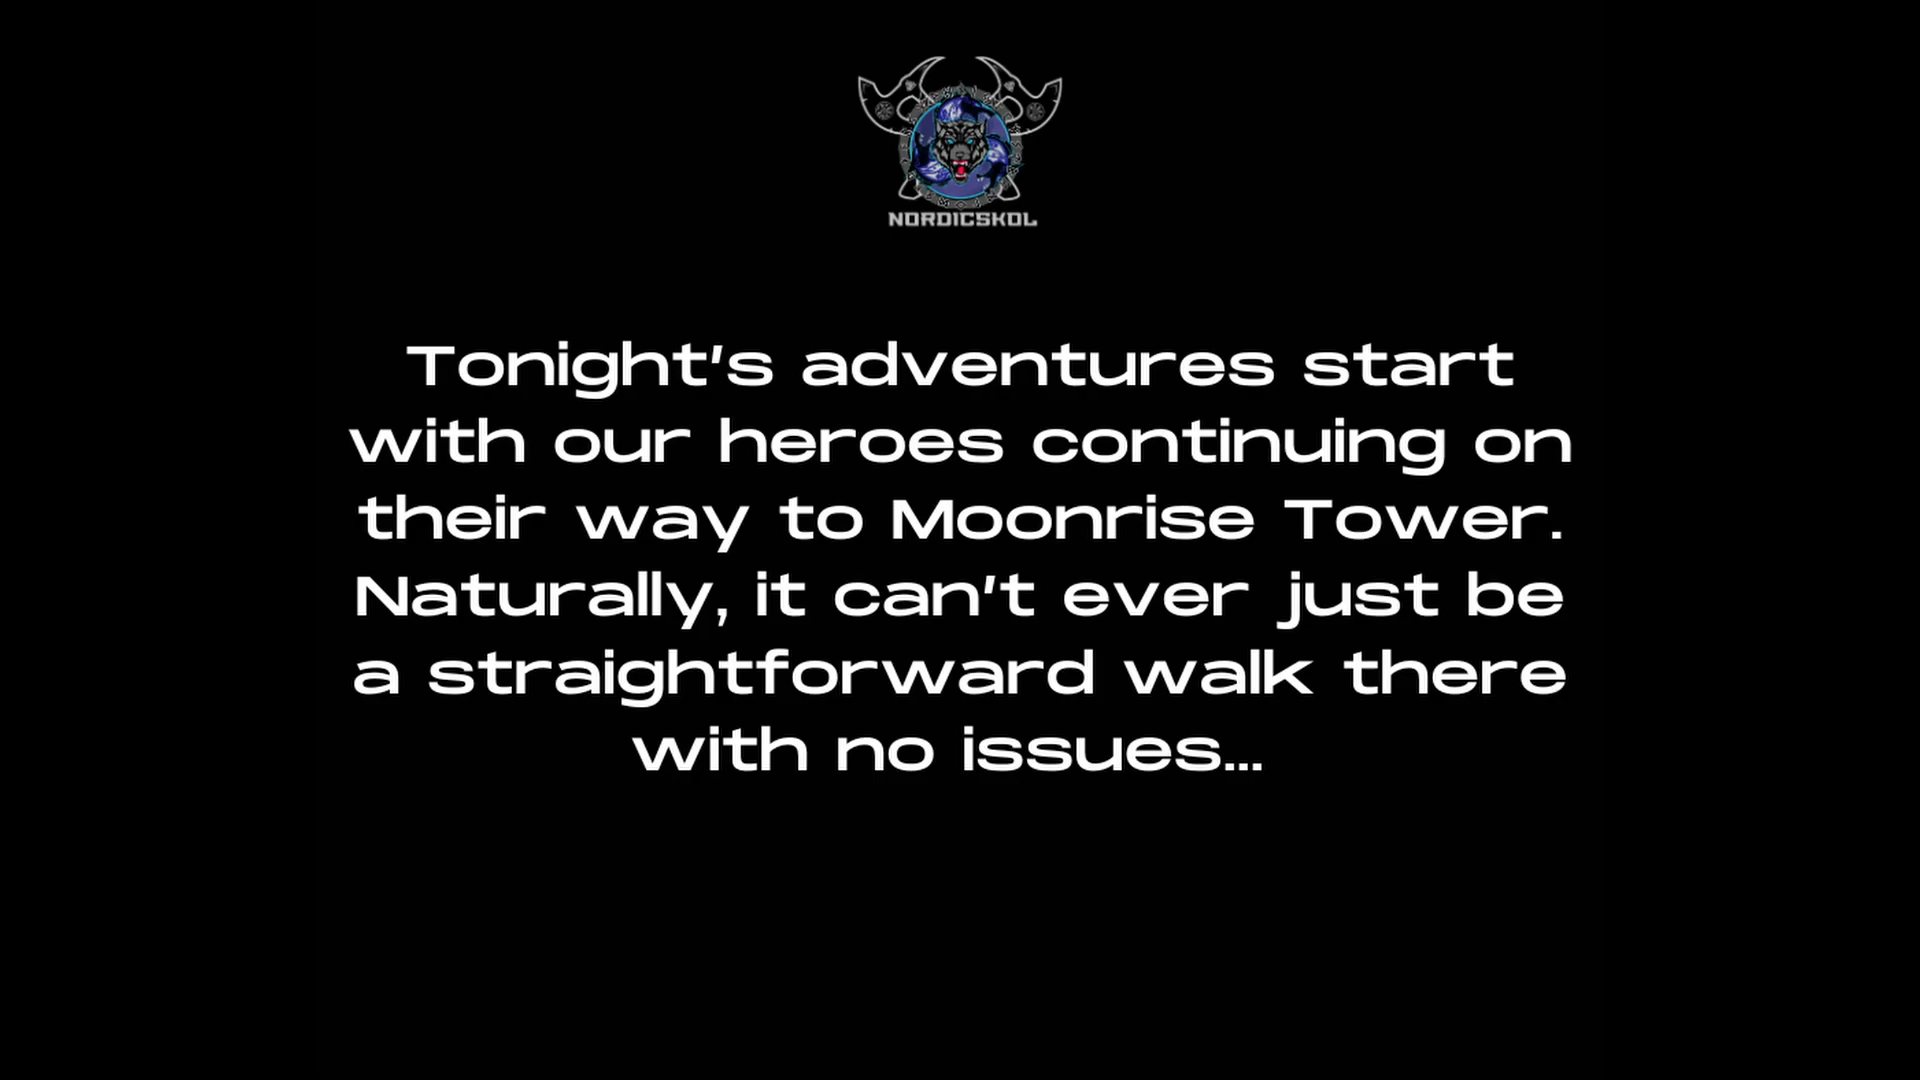 NORDICSKOL
Tonight's adventures start
with our heroes continuing on
their way to Moonrise Tower.
Naturally, it can't ever just be
a straightforward walk there
with no issues...